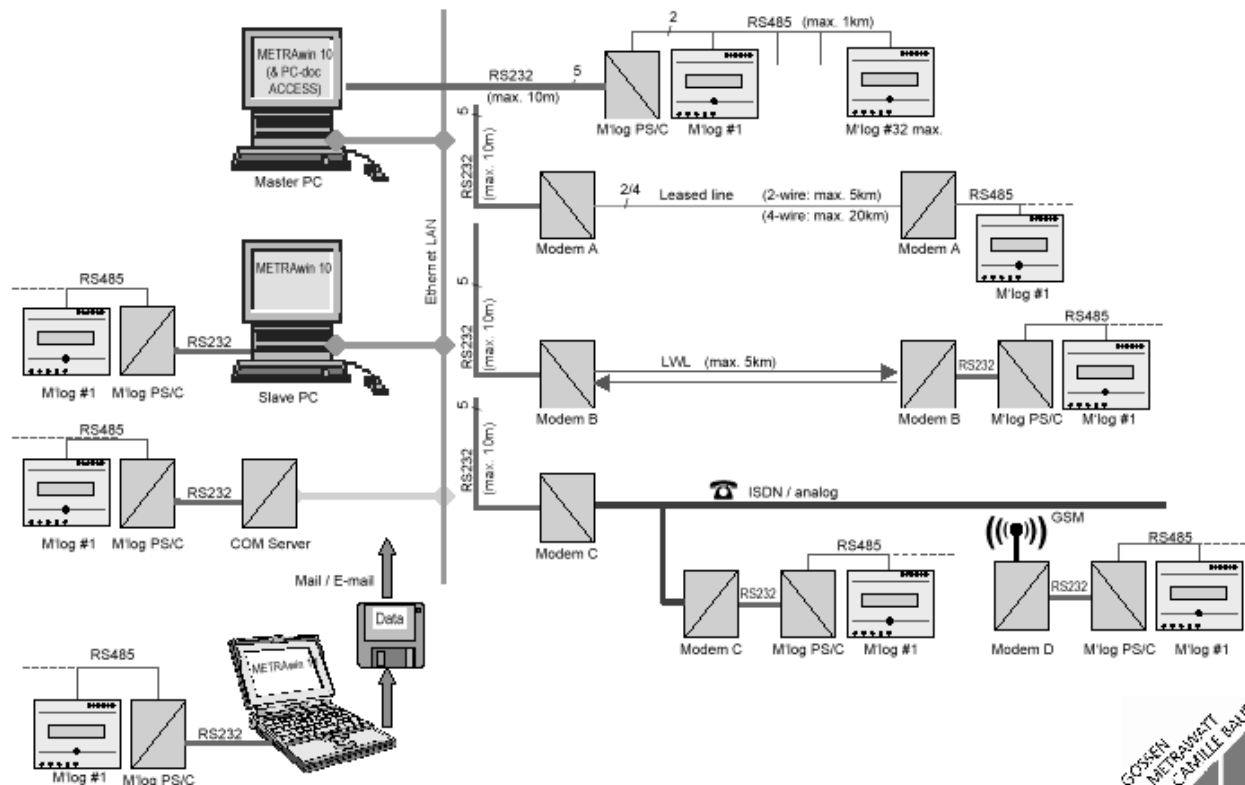 METRAwin 10
(& PC-doc
ACCESS)
Master PC
RS232
5
(max. 10m)
2
RS485 (max. 1km)
M'log PS/C
M'log #1
M'log #32 max.
Ethernet LAN
5
RS232
(max. 10m)
Modem A
2/4
Leased line
(2-wire: max. 5km)
(4-wire: max. 20km)
Modem A
RS485
M'log #1
METRAwin 10
Slave PC
RS485
RS232
M'log #1
M'log PS/C
5
RS232
(max. 10m)
Modem B
LWL (max. 5km)
Modem B
RS232
RS485
M'log PS/C
M'log #1
RS485
RS232
M'log #1
M'log PS/C
COM Server
5
RS232
(max. 10m)
Modem C
ISDN / analog
GSM
RS232
RS485
Modem C
M'log PS/C
M'log #1
RS232
RS485
Modem D
M'log PS/C
M'log #1
Mail / E-mail
Data
METRAwin 1
RS485
RS232
M'log #1
M'log PS/C
GOSSEN
METRAWATT
CAMILLE BAU